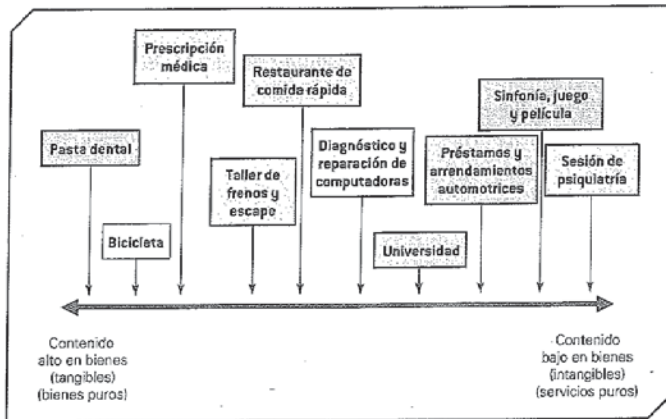 Prescripción
médica
Restaurante de
comida rápida
Sinfonía, juego
y película
Pasta dental
Diagnóstico y
reparación de
computadoras
Préstamos y
arrendamientos
automotrices
Sesión de
psiquiatría
Taller de
frenos y
escape
Bicicleta
Universidad
Contenido
alto en bienes
(tangibles)
(bienes puros)
Contenido
bajo en bienes
(intangibles)
(servicios puros)